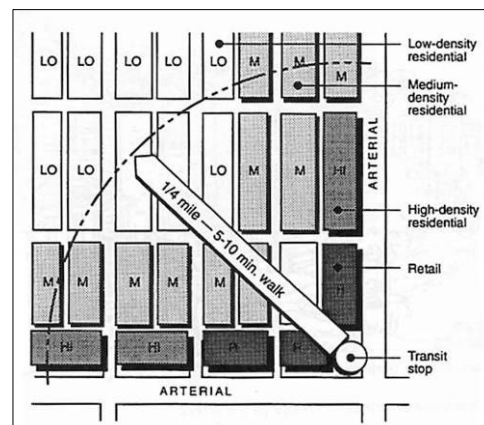 LO LO LO LO LO M M M
Low-density
residential
Medium-
density
residential
ARTERIAL
LO LO LO M M HI
High-density
residential
1/4 mile — 5-10 min. walk
M M M M M
Retail
HI HI
Transit
stop
ARTERIAL